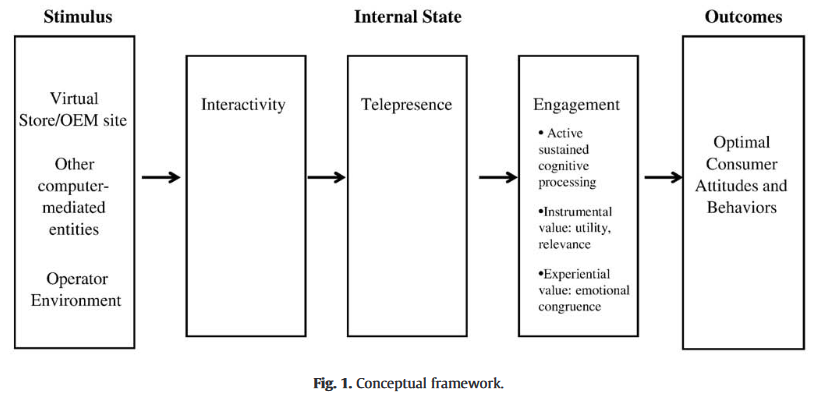 Stimulus
Internal State
Outcomes
Virtual
Store/OEM site
Other
computer-
mediated
entities
Operator
Environment
Interactivity
Telepresence
Engagement
• Active
sustained
cognitive
processing
•Instrumental
value: utility,
relevance
•Experiential
value: emotional
congruence
Optimal
Consumer
Attitudes and
Behaviors
Fig. 1. Conceptual framework.